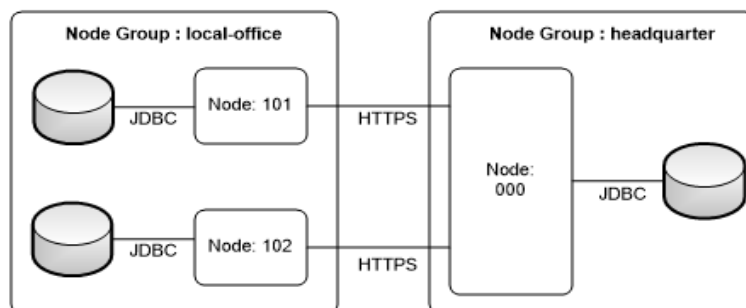 Node Group : local-office
Node Group : headquarter
Node: 101
JDBC
HTTPS
Node:
000
JDBC
Node: 102
JDBC
HTTPS